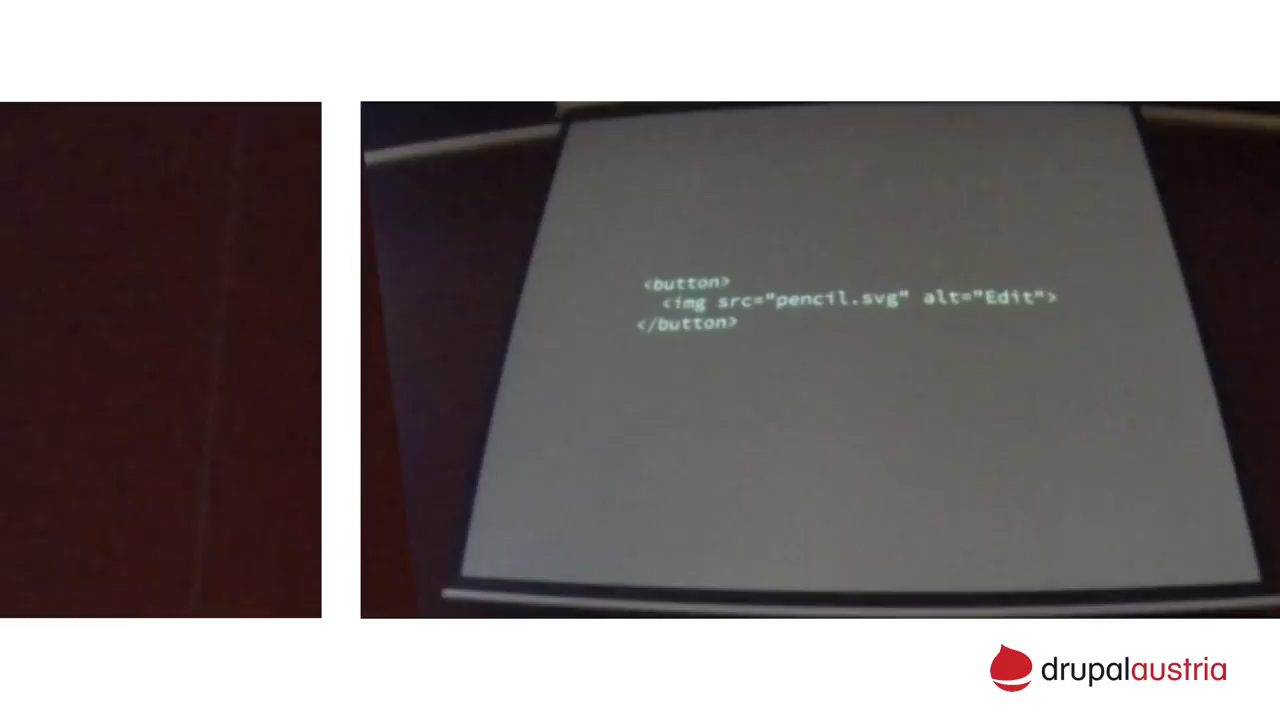 <button>
<img src="pencil.svg" alt="Edit">
</button>
drupalaustria